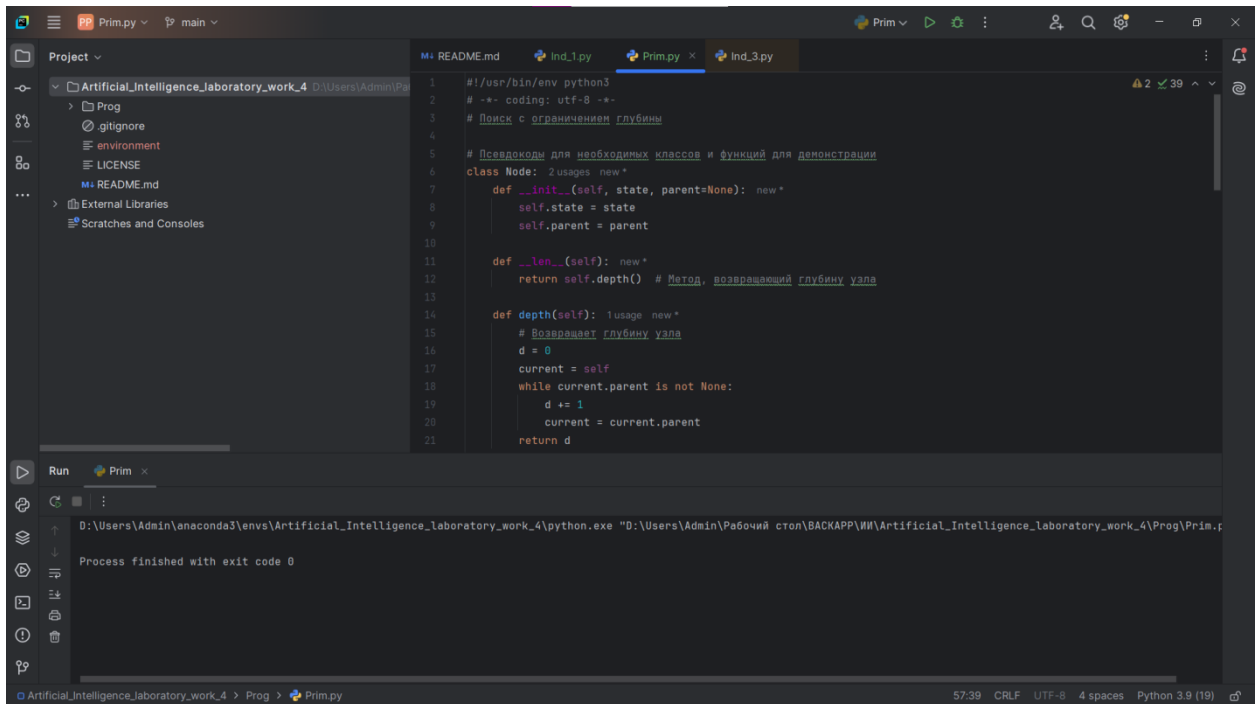 PP Prim.py main Prim
Project
README.md Ind_1.py Prim.py Ind_3.py
Artificial_Intelligence_laboratory_work_4 D:\Users\Admin\
Prog
.gitignore
environment
LICENSE
README.md
External Libraries
Scratches and Consoles
2 39
1 #!/usr/bin/env python3
2 # -*- coding: utf-8 -*-
3 # Поиск с ограничением глубины
4
5 # Псевдокоды для необходимых классов и функций для демонстрации
6 class Node: 2 usages new *
7 def __init__(self, state, parent=None): new *
8 self.state = state
9 self.parent = parent
10
11 def __len__(self): new *
12 return self.depth() # Метод, возвращающий глубину узла
13
14 def depth(self): 1 usage new *
15 # Возвращает глубину узла
16 d = 0
17 current = self
18 while current.parent is not None:
19 d += 1
20 current = current.parent
21 return d
Run Prim
D:\Users\Admin\anaconda3\envs\Artificial_Intelligence_laboratory_work_4\python.exe "D:\Users\Admin\Рабочий стол\ВАСКАРР\ИИ\Artificial_Intelligence_laboratory_work_4\Prog\Prim.p
Process finished with exit code 0
Artificial_Intelligence_laboratory_work_4 > Prog > Prim.py 57:39 CRLF UTF-8 4 spaces Python 3.9 (19)